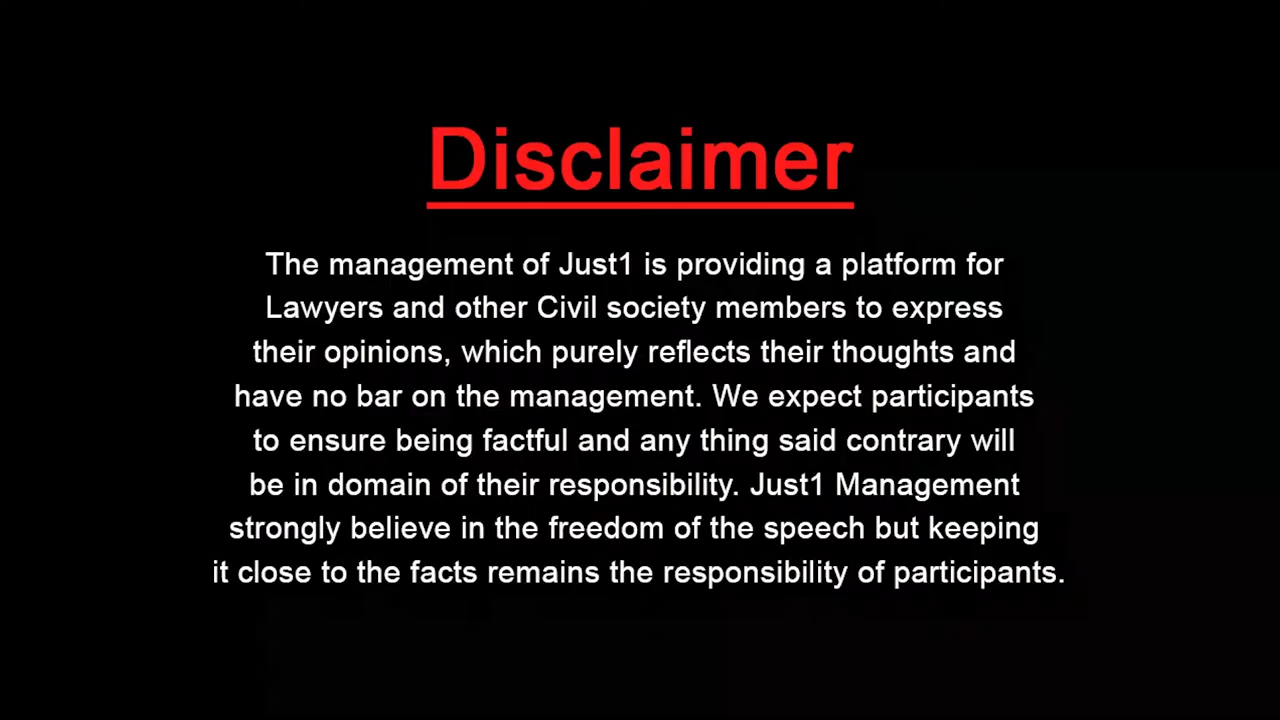 Disclaimer
The management of Just1 is providing a platform for
Lawyers and other Civil society members to express
their opinions, which purely reflects their thoughts and
have no bar on the management. We expect participants
to ensure being factful and any thing said contrary will
be in domain of their responsibility. Just1 Management
strongly believe in the freedom of the speech but keeping
it close to the facts remains the responsibility of participants.